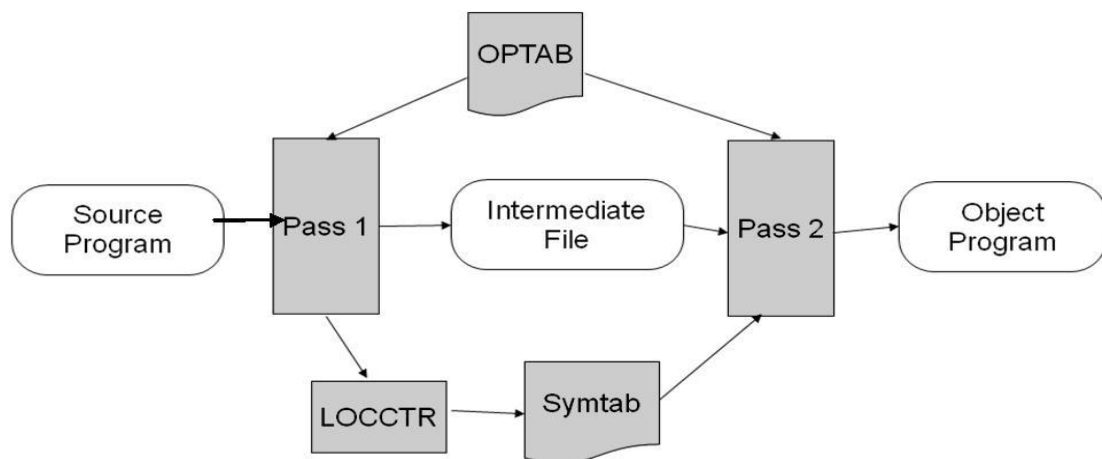 OPTAB
Source
Program
Pass 1
Intermediate
File
Pass 2
Object
Program
LOCCTR
Symtab